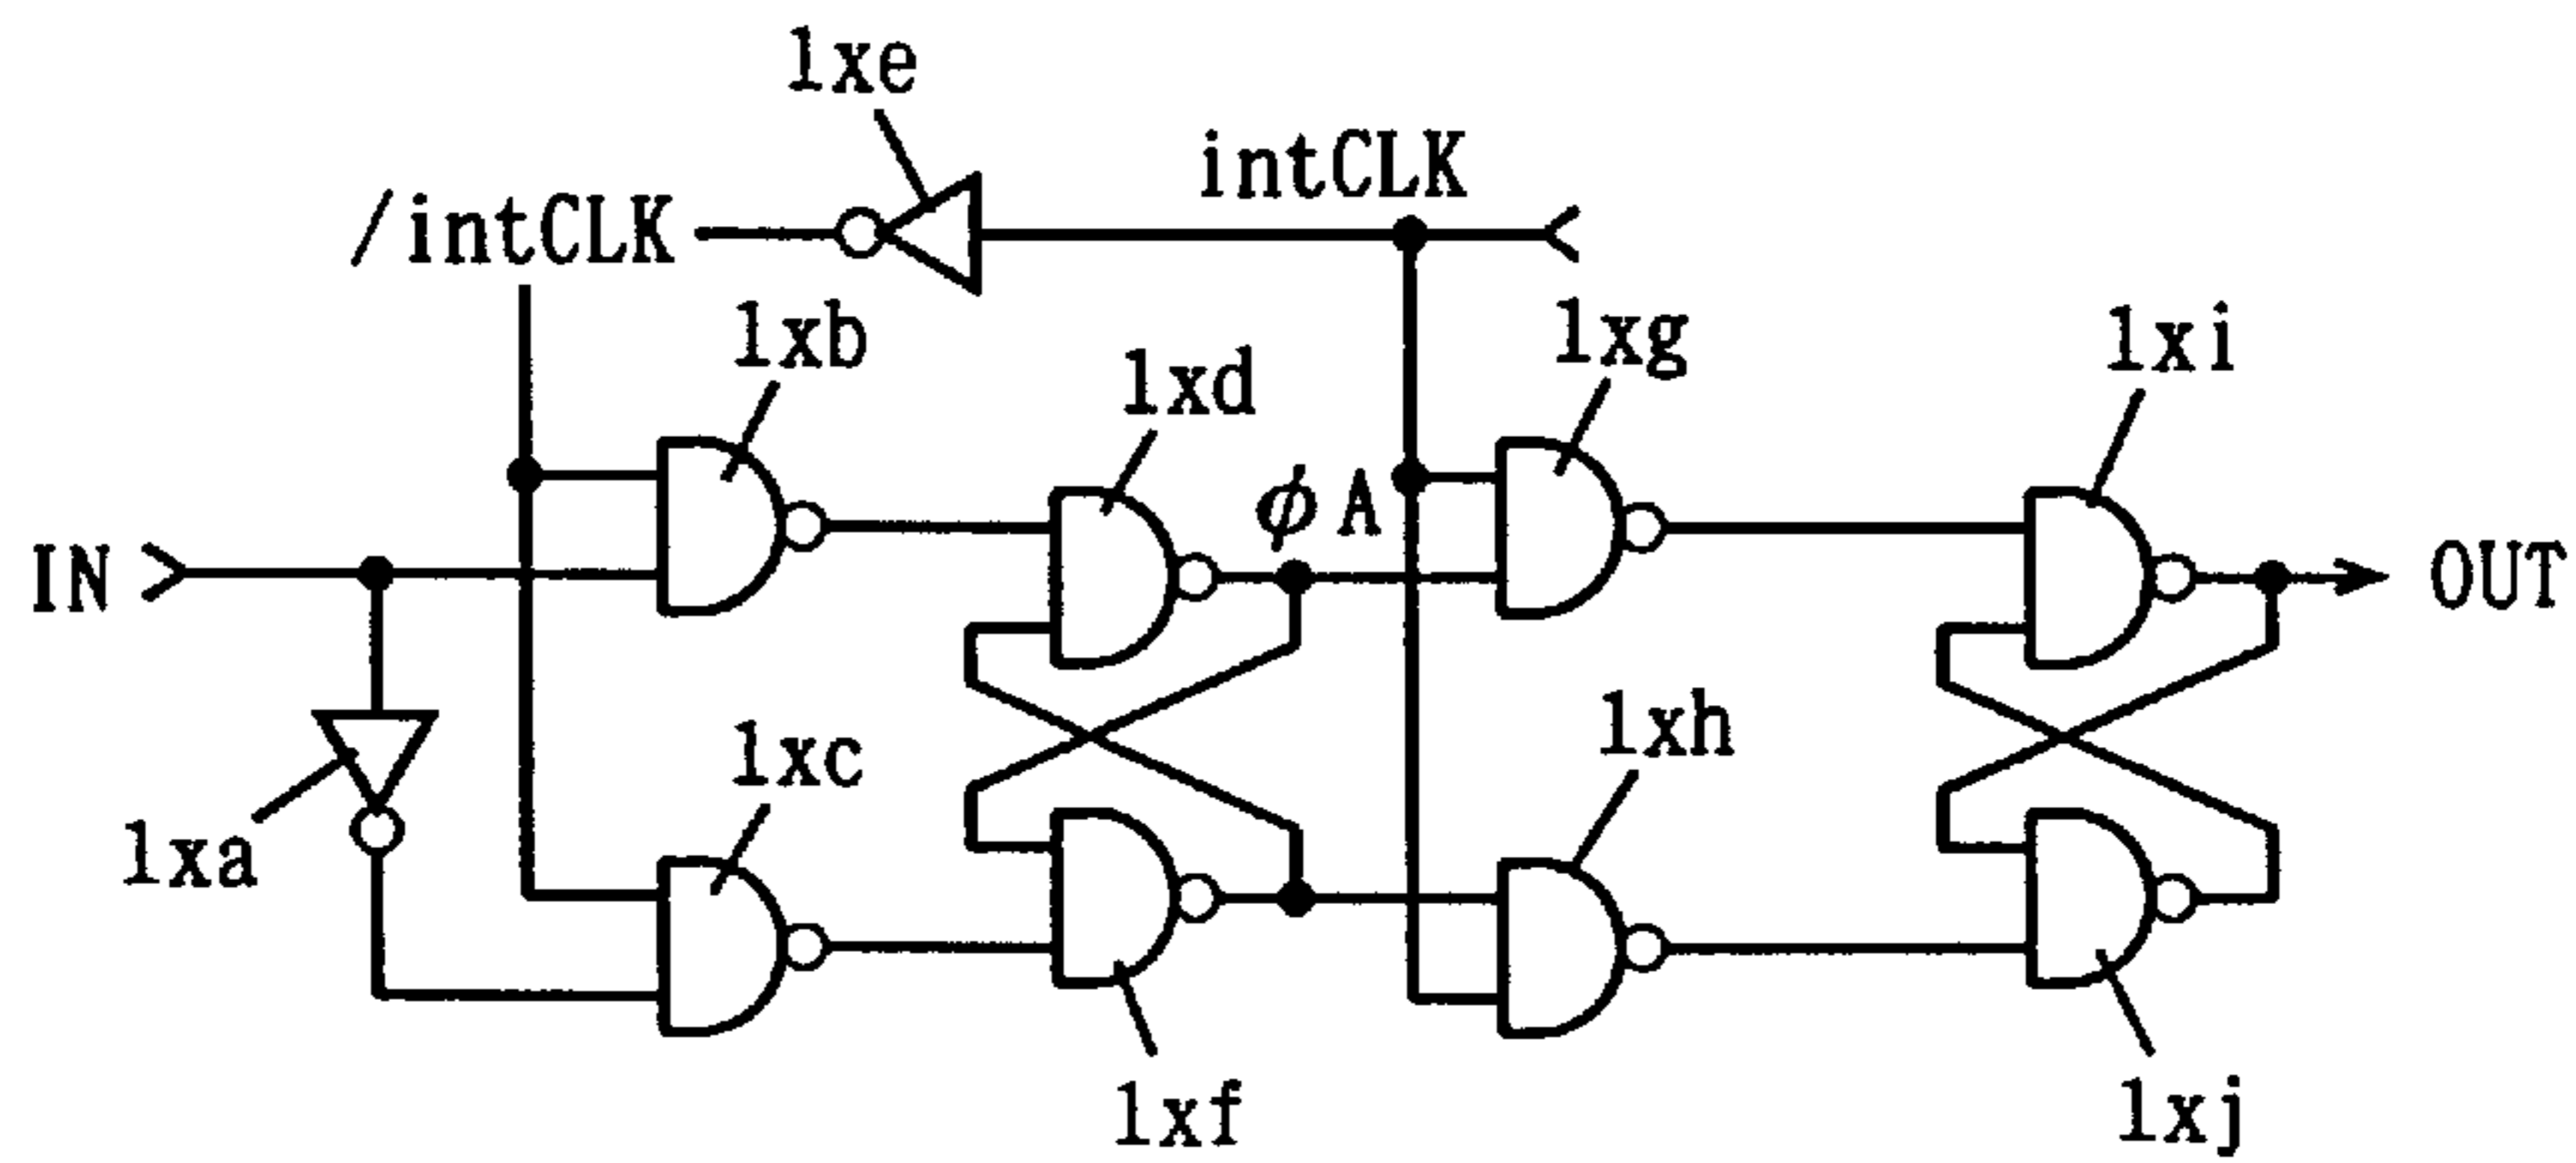 1xe
intCLK
/intCLK
1xb
1xg
1xi
1xd
φA
IN
OUT
1xh
1xc
1xa
1xf
1xj